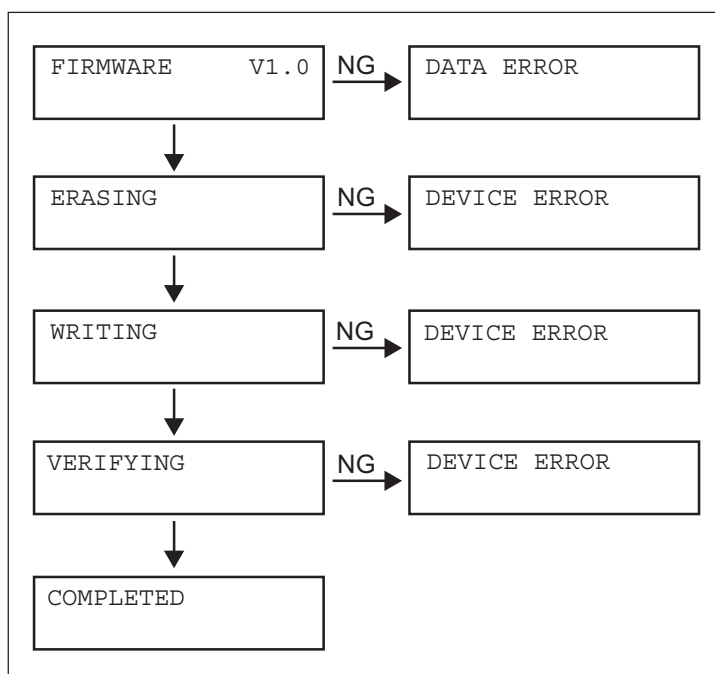 FIRMWARE V1.0
NG
DATA ERROR
ERASING
NG
DEVICE ERROR
WRITING
NG
DEVICE ERROR
VERIFYING
NG
DEVICE ERROR
COMPLETED